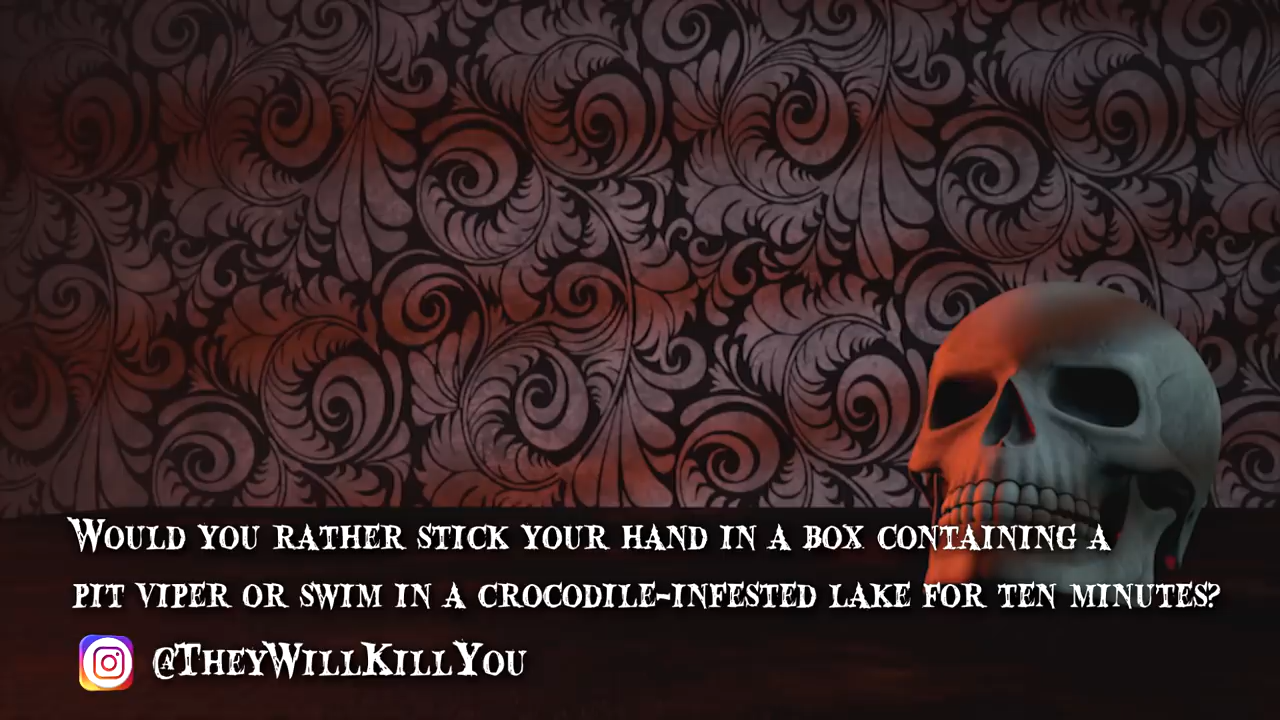 Would you rather stick your hand in a box containing a
pit viper or swim in a crocodile-infested lake for ten minutes?
@TheyWillKillYou